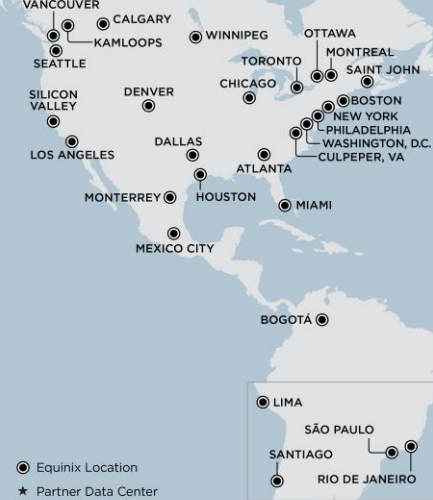 VANCOUVER
CALGARY
KAMLOOPS
WINNIPEG
SEATTLE
OTTAWA
MONTREAL
TORONTO
SAINT JOHN
CHICAGO
SILICON
VALLEY
DENVER
BOSTON
NEW YORK
PHILADELPHIA
WASHINGTON, D.C.
CULPEPER, VA
LOS ANGELES
DALLAS
ATLANTA
MONTERREY
HOUSTON
MIAMI
MEXICO CITY
BOGOTÁ
LIMA
SÃO PAULO
SANTIAGO
RIO DE JANEIRO
Equinix Location
Partner Data Center